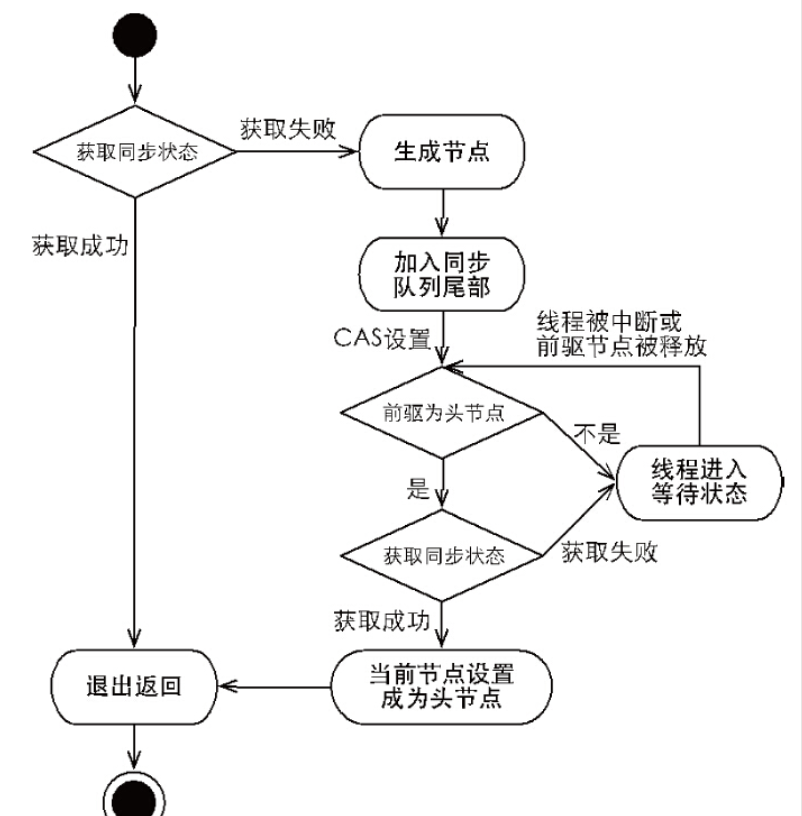 获取同步状态
获取失败
生成节点
获取成功
加入同步
队列尾部
CAS设置
线程被中断或
前驱节点被释放
前驱为头节点
不是
线程进入
等待状态
是
获取同步状态
获取失败
获取成功
当前节点设置
成为头节点
退出返回